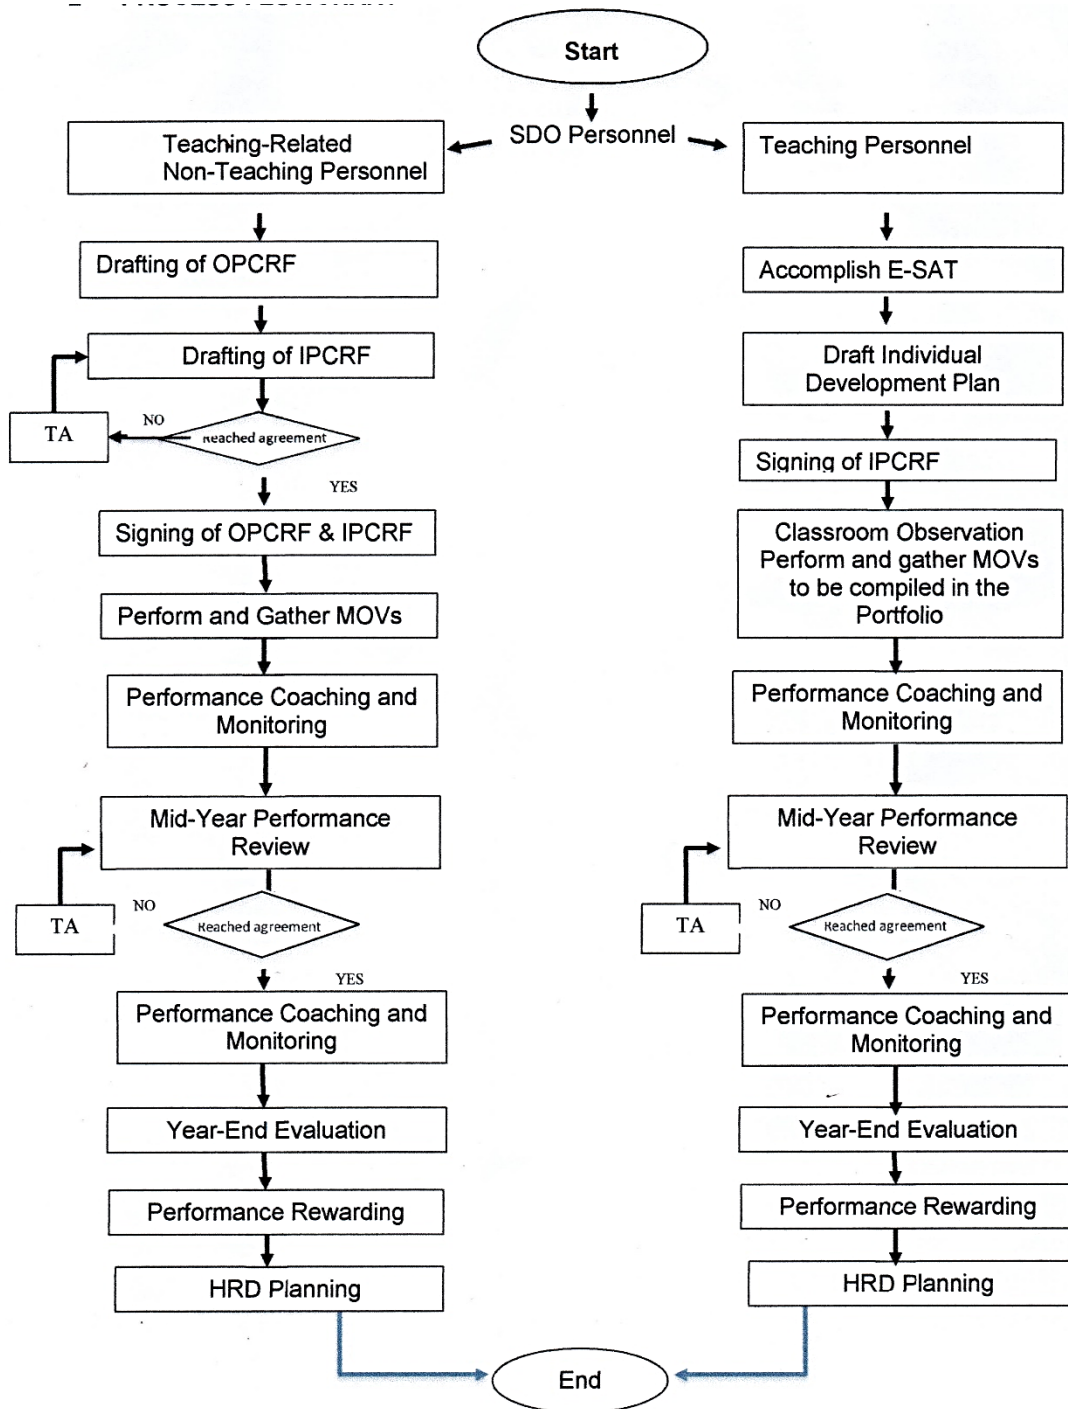 Start
SDO Personnel
Teaching-Related
Non-Teaching Personnel
Drafting of OPCRF
Drafting of IPCRF
TA
NO
Reached agreement
YES
Signing of OPCRF & IPCRF
Perform and Gather MOVs
Performance Coaching and
Monitoring
Mid-Year Performance
Review
TA
NO
Reached agreement
YES
Performance Coaching and
Monitoring
Year-End Evaluation
Performance Rewarding
HRD Planning
Teaching Personnel
Accomplish E-SAT
Draft Individual
Development Plan
Signing of IPCRF
Classroom Observation
Perform and gather MOVs
to be compiled in the
Portfolio
Performance Coaching and
Monitoring
Mid-Year Performance
Review
TA
NO
Reached agreement
YES
Performance Coaching and
Monitoring
Year-End Evaluation
Performance Rewarding
HRD Planning
End